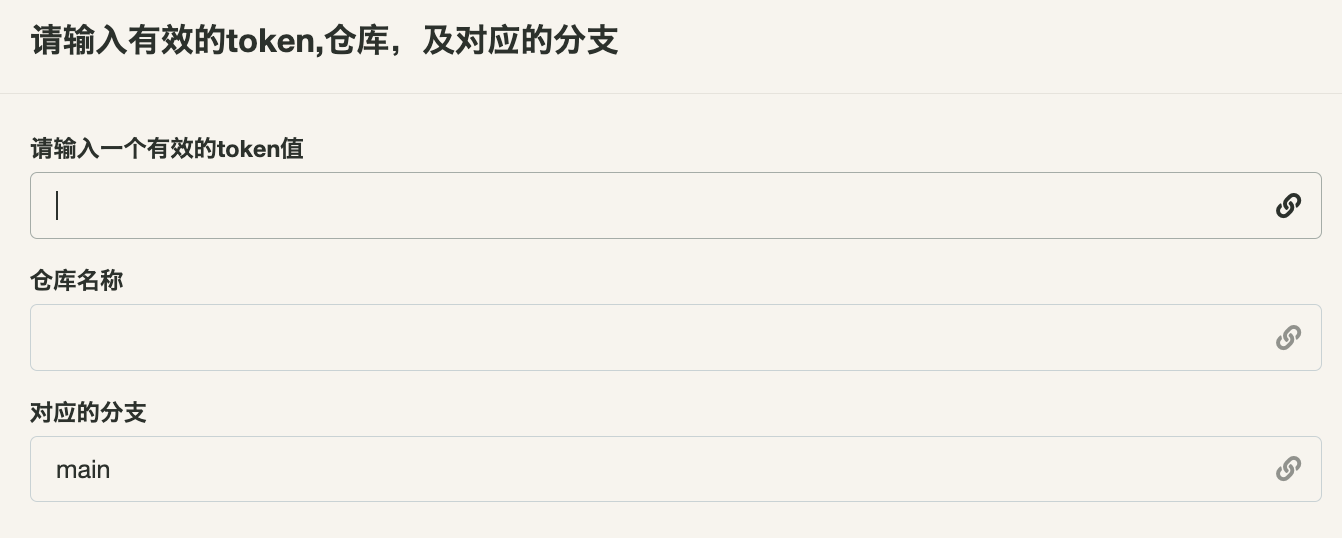 请输入有效的token,仓库，及对应的分支
请输入一个有效的token值
仓库名称
对应的分支
main